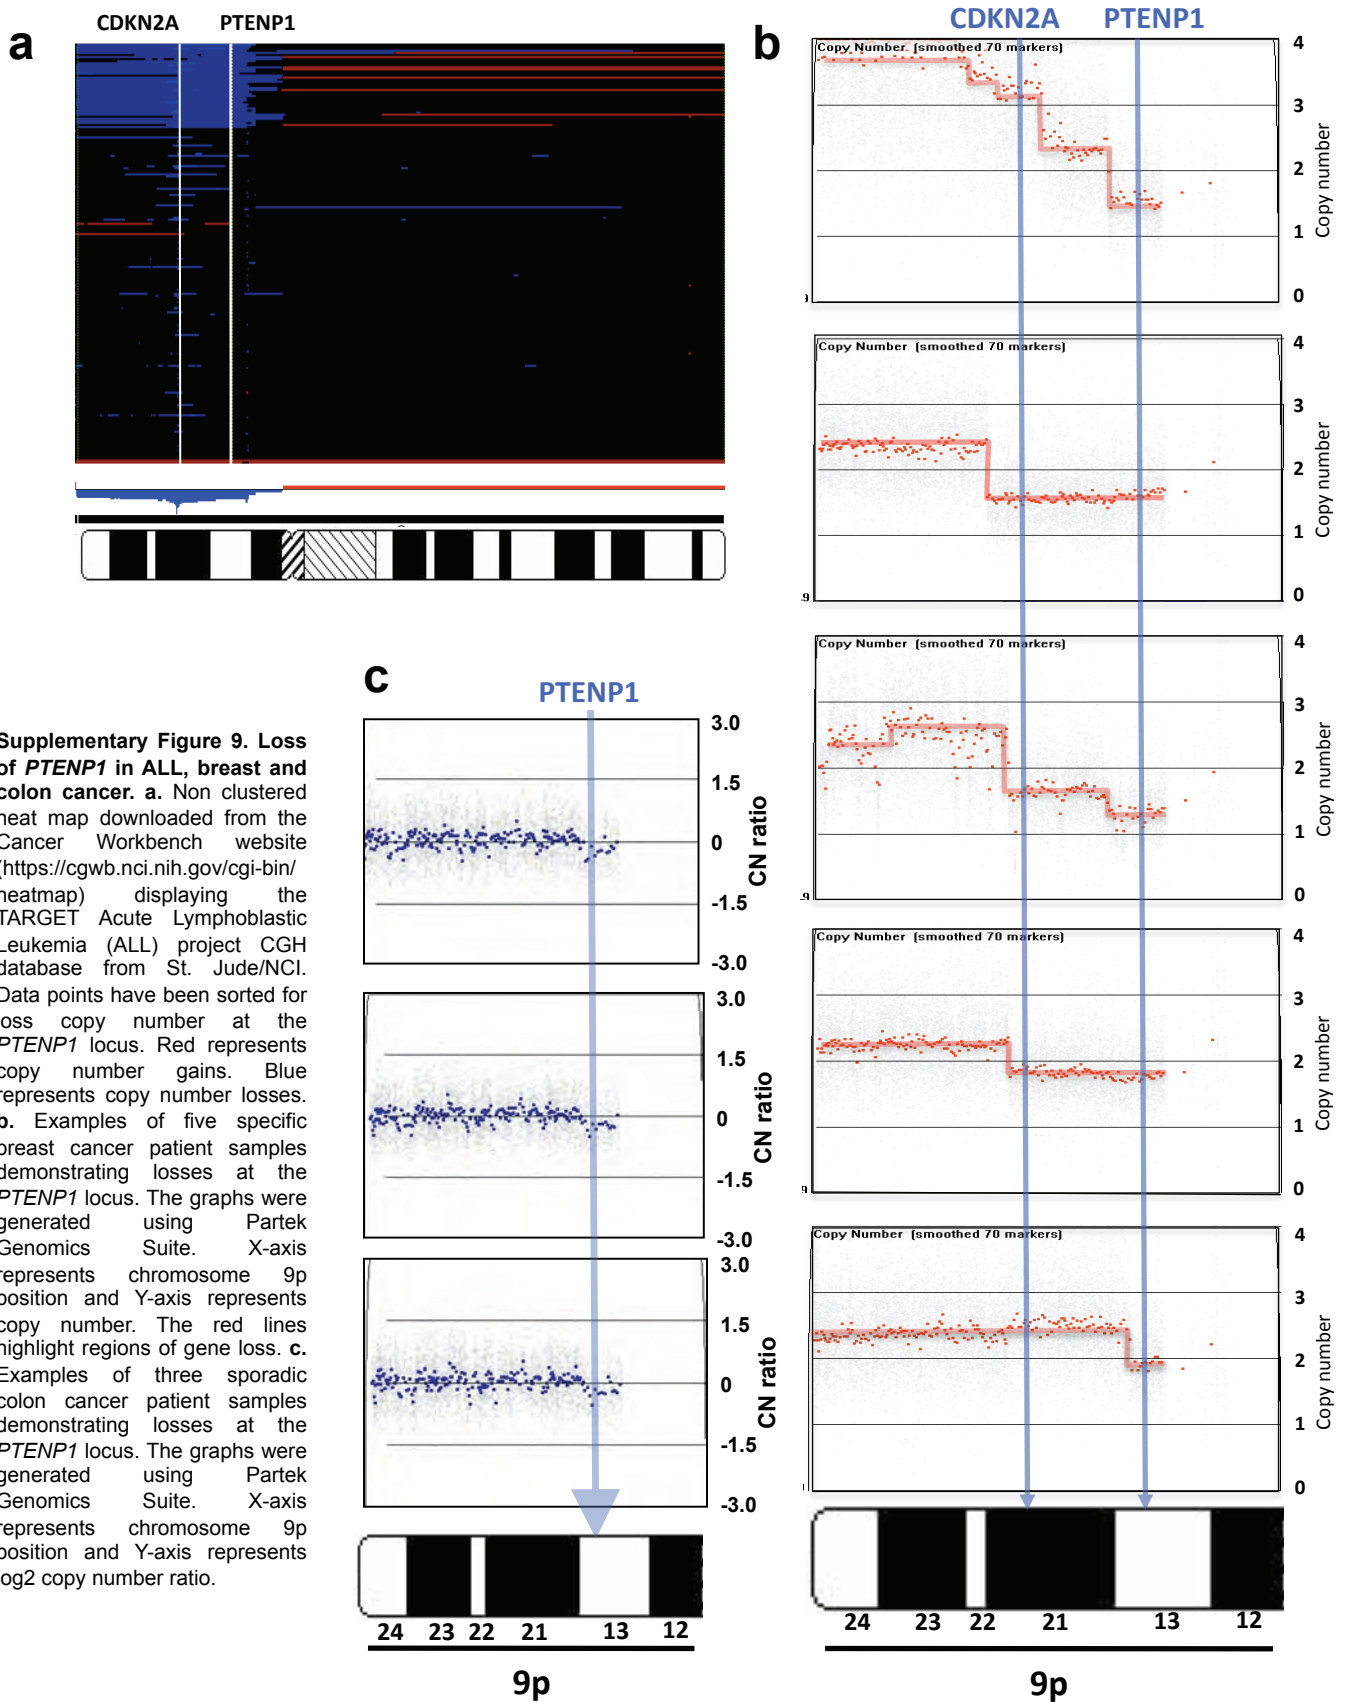 CDKN2A PTENP1
a
CDKN2A PTENP1
b
Copy Number (smoothed 70 markers)
4
3
2
1
0
Copy number
Copy Number (smoothed 70 markers)
4
3
2
1
0
Copy number
.9
Copy Number (smoothed 70 markers)
4
3
2
1
0
Copy number
.9
Copy Number (smoothed 70 markers)
4
3
2
1
0
Copy number
9
Copy Number (smoothed 70 markers)
4
3
2
1
0
Copy number
24 23 22 21 13 12
9p
c
PTENP1
3.0
1.5
0
-1.5
-3.0
CN ratio
3.0
1.5
0
-1.5
-3.0
CN ratio
3.0
1.5
0
-1.5
-3.0
CN ratio
24 23 22 21 13 12
9p
Supplementary Figure 9. Loss
of PTENP1 in ALL, breast and
colon cancer. a. Non clustered
heat map downloaded from the
Cancer Workbench website
(https://cgwb.nci.nih.gov/cgi-bin/
heatmap) displaying the
TARGET Acute Lymphoblastic
Leukemia (ALL) project CGH
database from St. Jude/NCI.
Data points have been sorted for
loss copy number at the
PTENP1 locus. Red represents
copy number gains. Blue
represents copy number losses.
b. Examples of five specific
breast cancer patient samples
demonstrating losses at the
PTENP1 locus. The graphs were
generated using Partek
Genomics Suite. X-axis
represents chromosome 9p
position and Y-axis represents
copy number. The red lines
highlight regions of gene loss. c.
Examples of three sporadic
colon cancer patient samples
demonstrating losses at the
PTENP1 locus. The graphs were
generated using Partek
Genomics Suite. X-axis
represents chromosome 9p
position and Y-axis represents
log2 copy number ratio.